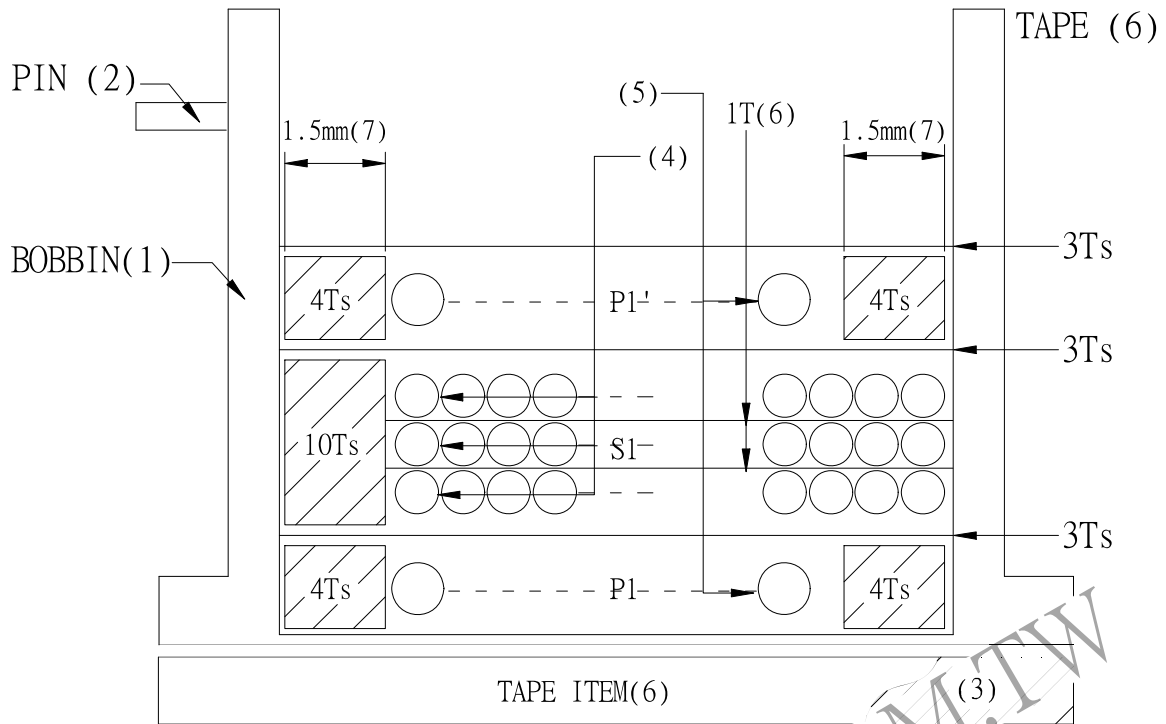 TAPE (6)
PIN (2)
(5)
1T(6)
1.5mm(7)
1.5mm(7)
(4)
3Ts
BOBBIN(1)
4Ts
P1'
4Ts
3Ts
10Ts
S1
3Ts
4Ts
P1
4Ts
TAPE ITEM(6)
(3)
M.TW